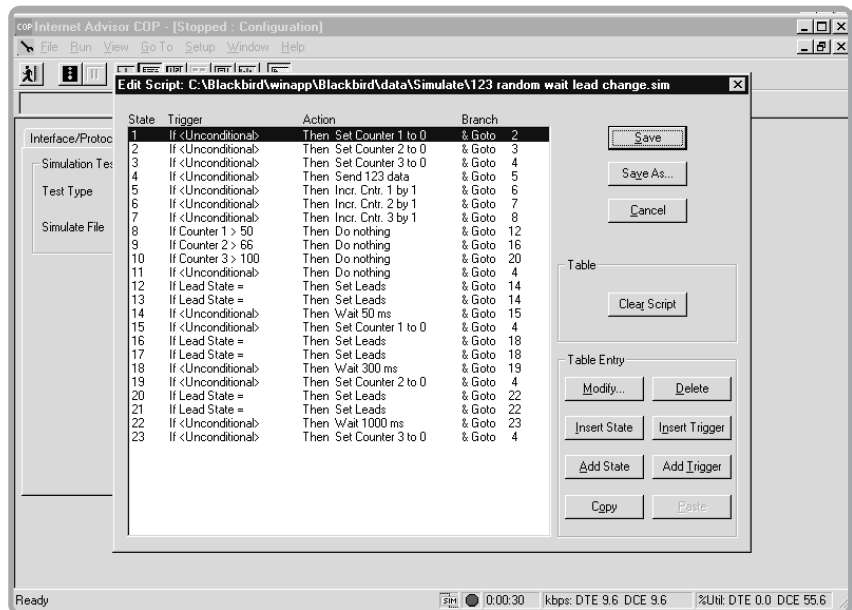 COP Internet Advisor COP - [Stopped : Configuration]
File Run View Go To Setup Window Help
Edit Script: C:\Blackbird\winapp\Blackbird\data\Simulate\123 random wait lead change.sim
Interface/Protoc
Simulation Tes
Test Type
Simulate File
State Trigger Action Branch
1 If <Unconditional> Then Set Counter 1 to 0 & Goto 2
2 If <Unconditional> Then Set Counter 2 to 0 & Goto 3
3 If <Unconditional> Then Set Counter 3 to 0 & Goto 4
4 If <Unconditional> Then Send 123 data & Goto 5
5 If <Unconditional> Then Incr. Cntr. 1 by 1 & Goto 6
6 If <Unconditional> Then Incr. Cntr. 2 by 1 & Goto 7
7 If <Unconditional> Then Incr. Cntr. 3 by 1 & Goto 8
8 If Counter 1 > 50 Then Do nothing & Goto 12
9 If Counter 2 > 66 Then Do nothing & Goto 16
10 If Counter 3 > 100 Then Do nothing & Goto 20
11 If <Unconditional> Then Do nothing & Goto 4
12 If Lead State = Then Set Leads & Goto 14
13 If Lead State = Then Set Leads & Goto 14
14 If <Unconditional> Then Wait 50 ms & Goto 15
15 If <Unconditional> Then Set Counter 1 to 0 & Goto 4
16 If Lead State = Then Set Leads & Goto 18
17 If Lead State = Then Set Leads & Goto 18
18 If <Unconditional> Then Wait 300 ms & Goto 19
19 If <Unconditional> Then Set Counter 2 to 0 & Goto 4
20 If Lead State = Then Set Leads & Goto 22
21 If Lead State = Then Set Leads & Goto 22
22 If <Unconditional> Then Wait 1000 ms & Goto 23
23 If <Unconditional> Then Set Counter 3 to 0 & Goto 4
Save
Save As...
Cancel
Table
Clear Script
Table Entry
Modify... Delete
Insert State Insert Trigger
Add State Add Trigger
Copy Paste
Ready SIM 0:00:30 kbps: DTE 9.6 DCE 9.6 %Util: DTE 0.0 DCE 55.6